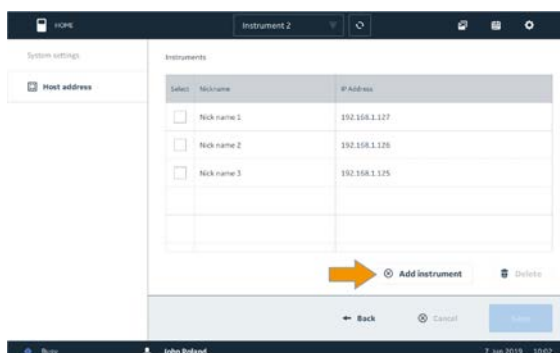 HOME
Instrument 2
System settings
Host address
Instruments
Select Nickname IP Address
Nick name 1 192.168.1.127
Nick name 2 192.168.1.126
Nick name 3 192.168.1.125
Add instrument Delete
Back Cancel Save
Busy John Roland 7 Jun 2019 10:02